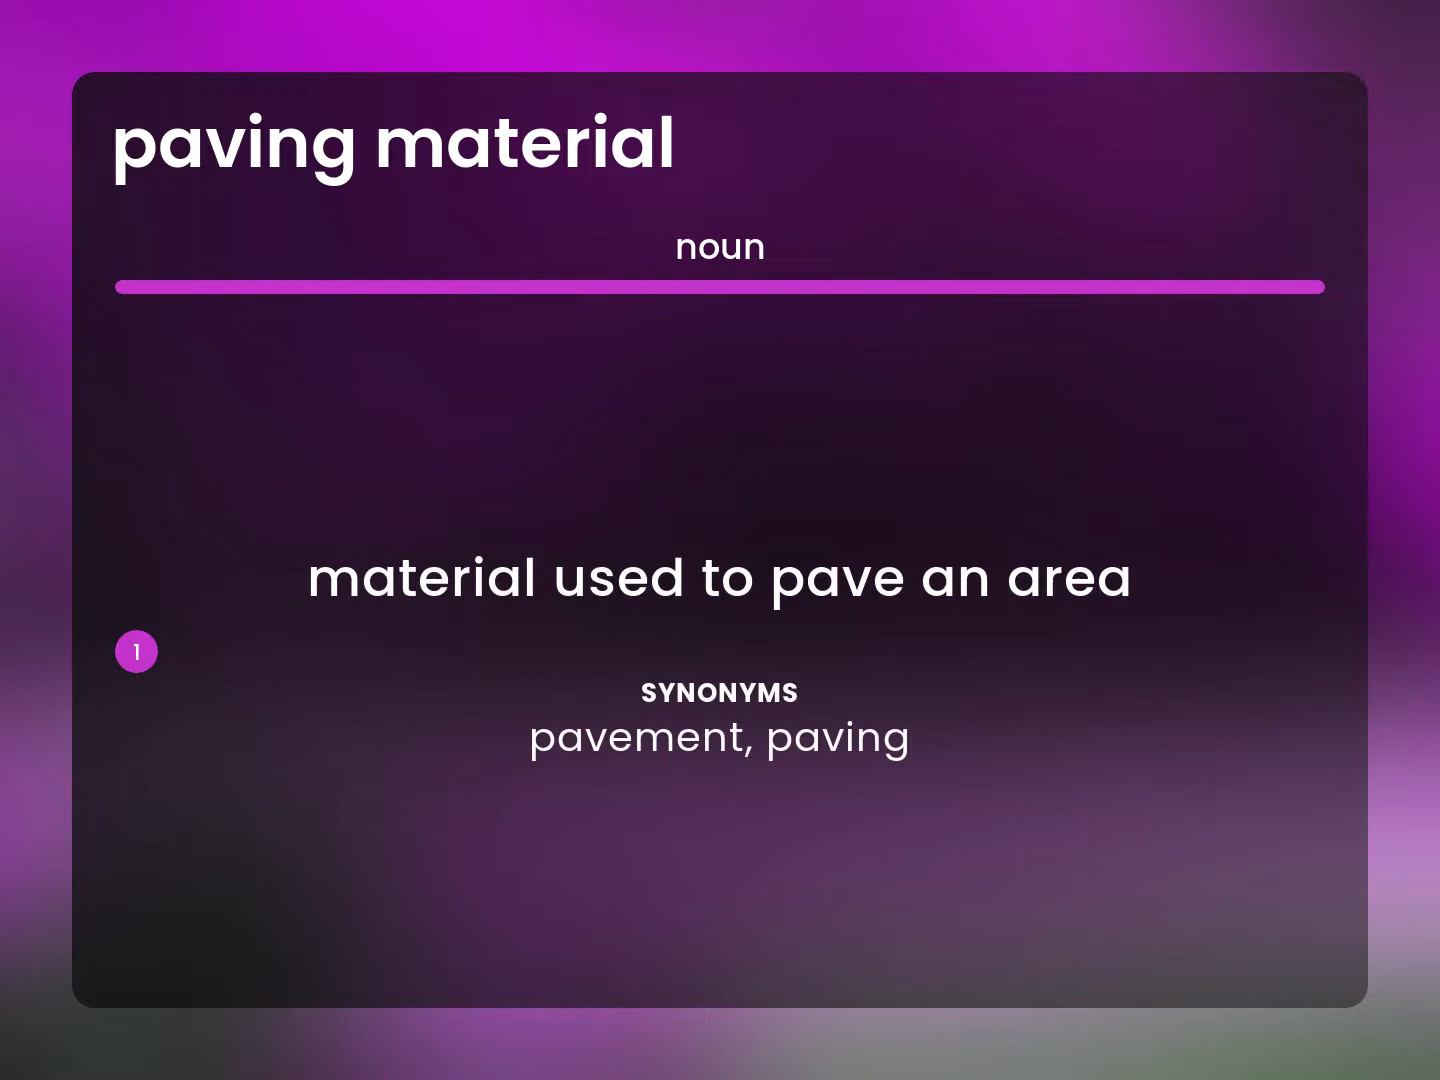 paving material
noun
material used to pave an area
1
SYNONYMS
pavement, paving